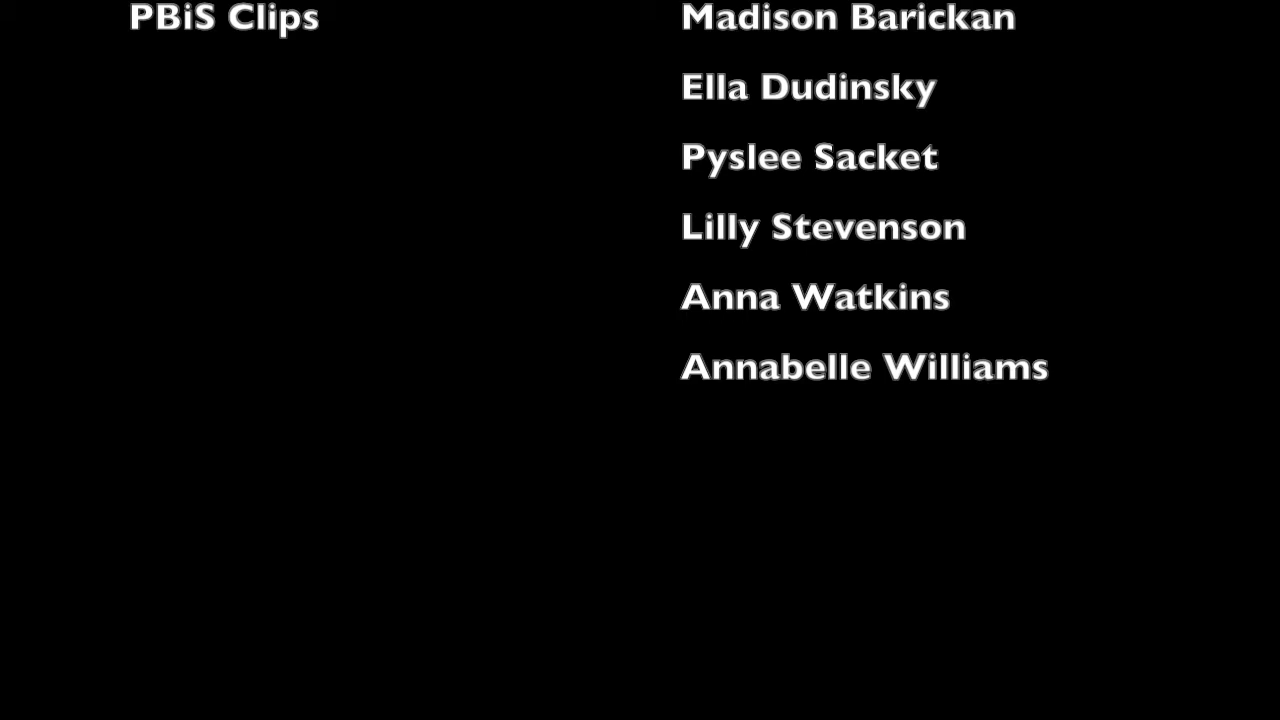 PBiS Clips Madison Barickan
Ella Dudinsky
Pyslee Sacket
Lilly Stevenson
Anna Watkins
Annabelle Williams